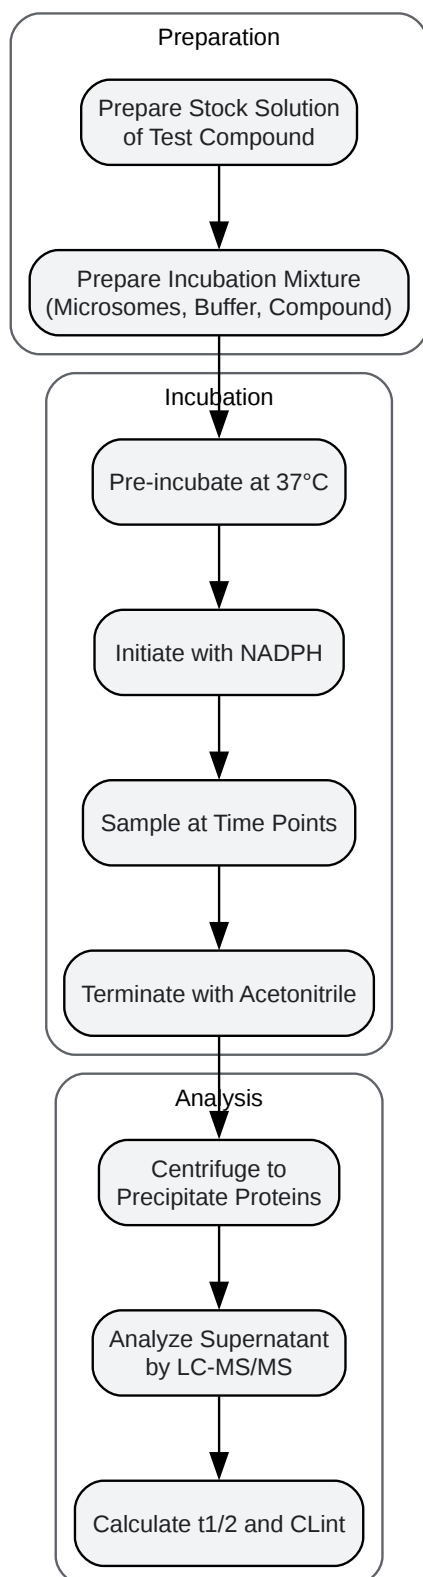 Preparation
Prepare Stock Solution
of Test Compound
Prepare Incubation Mixture
(Microsomes, Buffer, Compound)
Incubation
Pre-incubate at 37°C
Initiate with NADPH
Sample at Time Points
Terminate with Acetonitrile
Analysis
Centrifuge to
Precipitate Proteins
Analyze Supernatant
by LC-MS/MS
Calculate t1/2 and CLint